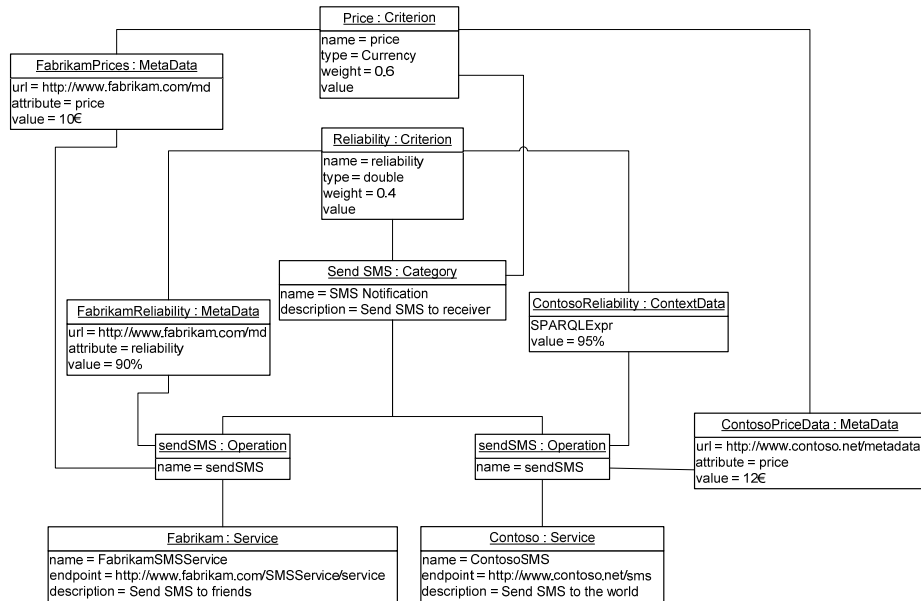 Price : Criterion
name = price
type = Currency
weight = 0.6
value
FabrikamPrices : MetaData
url = http://www.fabrikam.com/md
attribute = price
value = 10€
Reliability : Criterion
name = reliability
type = double
weight = 0.4
value
Send SMS : Category
name = SMS Notification
description = Send SMS to receiver
FabrikamReliability : MetaData
url = http://www.fabrikam.com/md
attribute = reliability
value = 90%
ContosoReliability : ContextData
SPARQLExpr
value = 95%
sendSMS : Operation
name = sendSMS
sendSMS : Operation
name = sendSMS
ContosoPriceData : MetaData
url = http://www.contoso.net/metadata
attribute = price
value = 12€
Fabrikam : Service
name = FabrikamSMSService
endpoint = http://www.fabrikam.com/SMSService/service
description = Send SMS to friends
Contoso : Service
name = ContosoSMS
endpoint = http://www.contoso.net/sms
description = Send SMS to the world